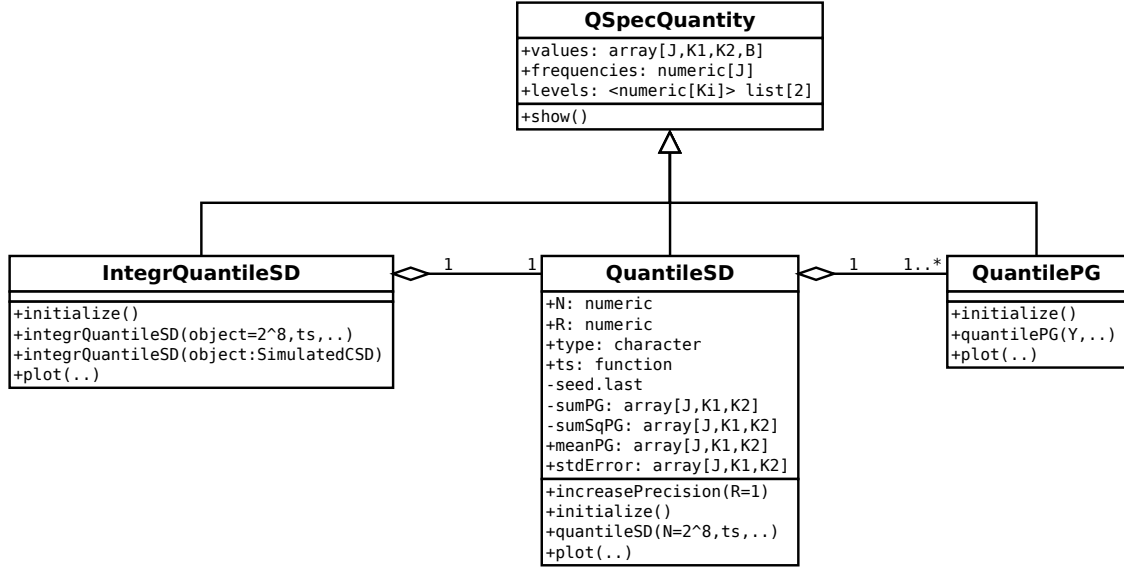 QSpecQuantity
+values: array[J,K1,K2,B]
+frequencies: numeric[J]
+levels: <numeric[Ki]> list[2]
+show()
IntegrQuantileSD
+initialize()
+integrQuantileSD(object=2^8,ts,..)
+integrQuantileSD(object:SimulatedCSD)
+plot(..)
1
1
QuantileSD
+N: numeric
+R: numeric
+type: character
+ts: function
-seed.last
-sumPG: array[J,K1,K2]
-sumSqPG: array[J,K1,K2]
+meanPG: array[J,K1,K2]
+stdError: array[J,K1,K2]
+increasePrecision(R=1)
+initialize()
+quantileSD(N=2^8,ts,..)
+plot(..)
1
1..*
QuantilePG
+initialize()
+quantilePG(Y,..)
+plot(..)